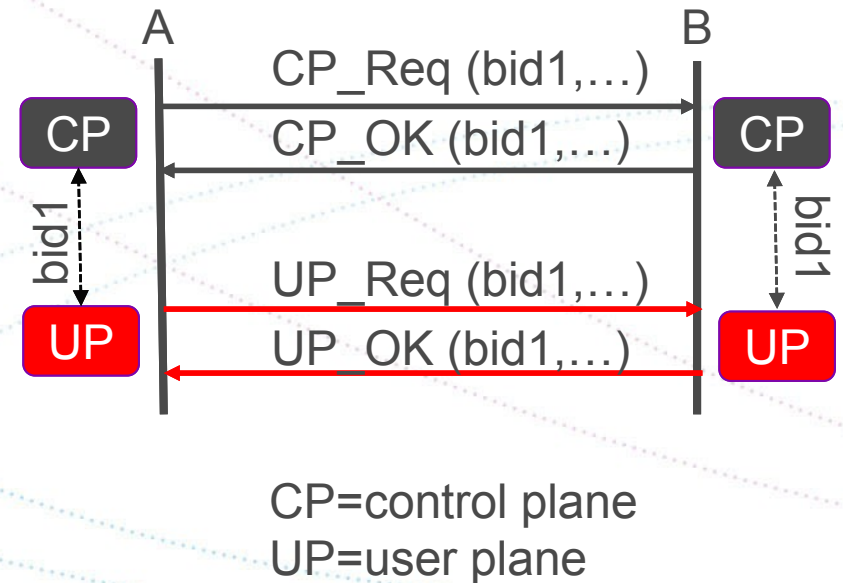 A B
CP_Req (bid1,...)
CP CP
CP_OK (bid1,...)
bid1 bid1
UP_Req (bid1,...)
UP UP
UP_OK (bid1,...)
CP=control plane
UP=user plane